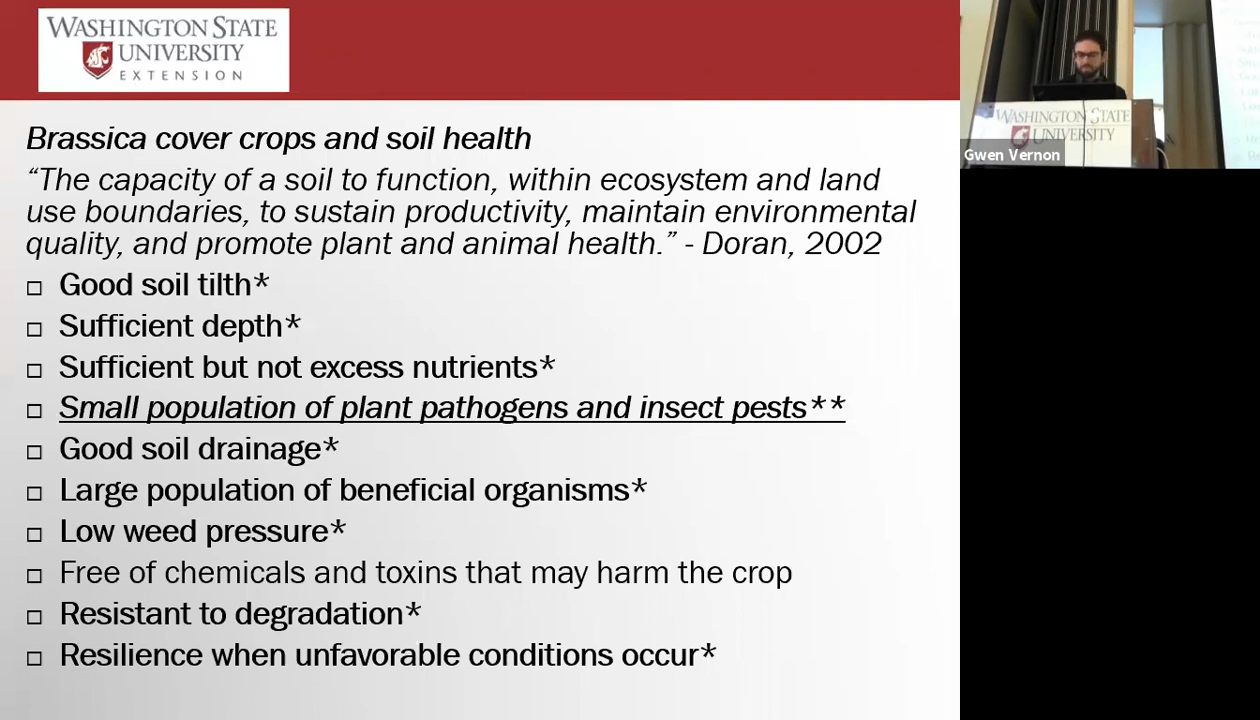 WASHINGTON STATE
UNIVERSITY
EXTENSION
Brassica cover crops and soil health
“The capacity of a soil to function, within ecosystem and land
use boundaries, to sustain productivity, maintain environmental
quality, and promote plant and animal health.” - Doran, 2002
Good soil tilth*
Sufficient depth*
Sufficient but not excess nutrients*
Small population of plant pathogens and insect pests**
Good soil drainage*
Large population of beneficial organisms*
Low weed pressure*
Free of chemicals and toxins that may harm the crop
Resistant to degradation*
Resilience when unfavorable conditions occur*
WASHINGTON STATE
UNIVERSITY
Gwen Vernon